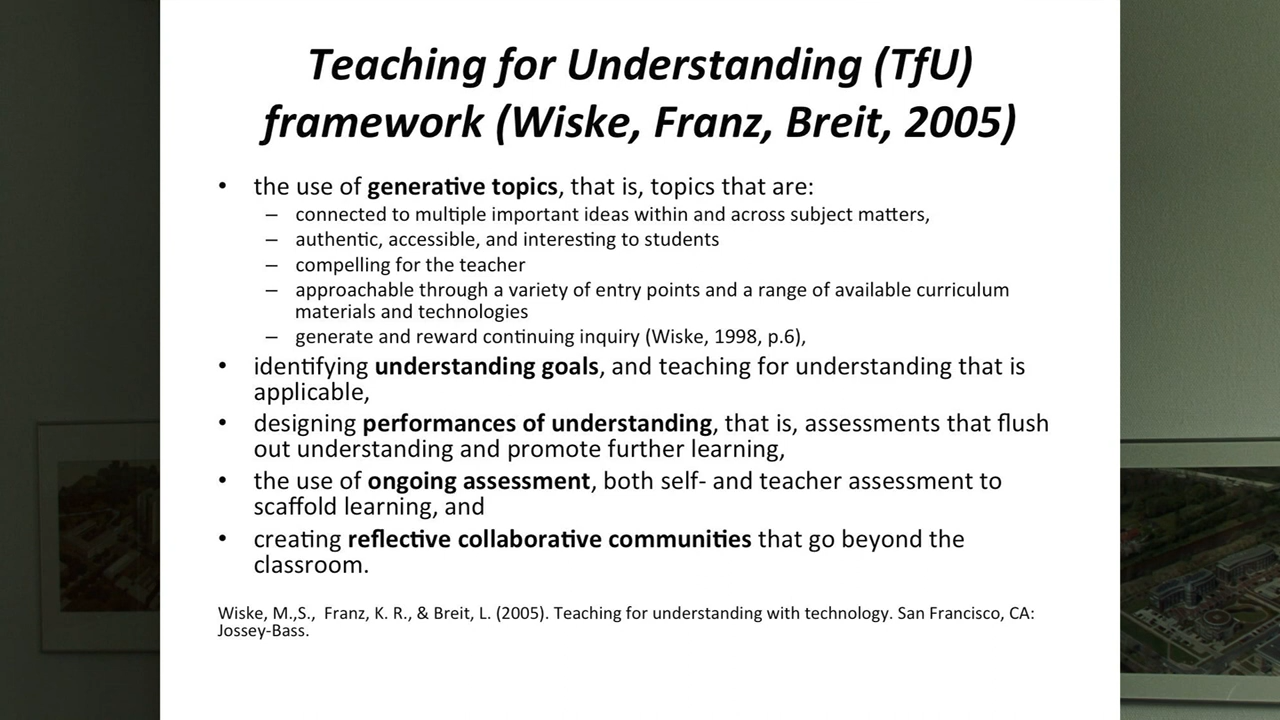 Teaching for Understanding (TfU)
framework (Wiske, Franz, Breit, 2005)
• the use of generative topics, that is, topics that are:
– connected to multiple important ideas within and across subject matters,
– authentic, accessible, and interesting to students
– compelling for the teacher
– approachable through a variety of entry points and a range of available curriculum
materials and technologies
– generate and reward continuing inquiry (Wiske, 1998, p.6),
• identifying understanding goals, and teaching for understanding that is
applicable,
• designing performances of understanding, that is, assessments that flush
out understanding and promote further learning,
• the use of ongoing assessment, both self- and teacher assessment to
scaffold learning, and
• creating reflective collaborative communities that go beyond the
classroom.
Wiske, M.,S., Franz, K. R., & Breit, L. (2005). Teaching for understanding with technology. San Francisco, CA:
Jossey-Bass.